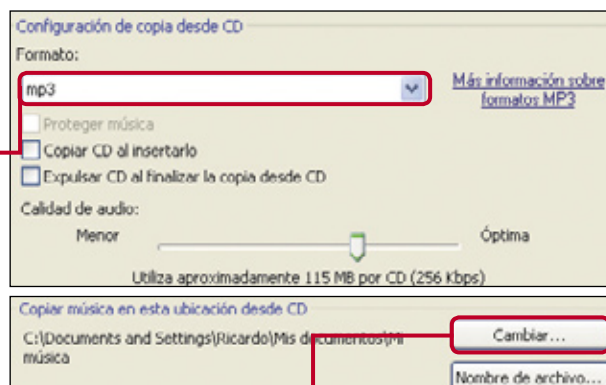 Configuración de copia desde CD
Formato:
mp3
Más información sobre
formatos MP3
Proteger música
Copiar CD al insertarlo
Expulsar CD al finalizar la copia desde CD
Calidad de audio:
Menor
Óptima
Utiliza aproximadamente 115 MB por CD (256 Kbps)
Copiar música en esta ubicación desde CD
C:\Documents and Settings\Ricardo\Mis documentos\Mi
música
Cambiar...
Nombre de archivo...